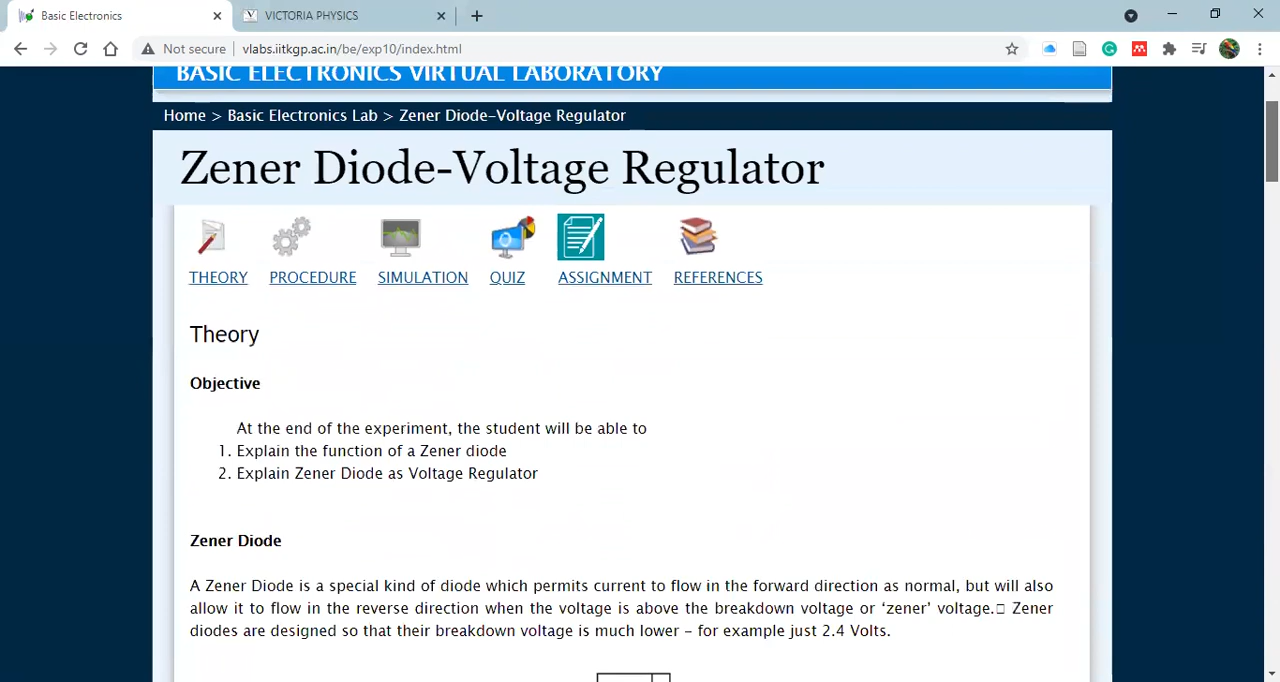 Basic Electronics
VICTORIA PHYSICS
Not secure
vlabs.iitkgp.ac.in/be/exp10/index.html
BASIC ELECTRONICS VIRTUAL LABORATORY
Home > Basic Electronics Lab > Zener Diode-Voltage Regulator
Zener Diode-Voltage Regulator
THEORY PROCEDURE SIMULATION QUIZ ASSIGNMENT REFERENCES
Theory
Objective
At the end of the experiment, the student will be able to
1. Explain the function of a Zener diode
2. Explain Zener Diode as Voltage Regulator
Zener Diode
A Zener Diode is a special kind of diode which permits current to flow in the forward direction as normal, but will also
allow it to flow in the reverse direction when the voltage is above the breakdown voltage or ‘zener’ voltage. Zener
diodes are designed so that their breakdown voltage is much lower – for example just 2.4 Volts.